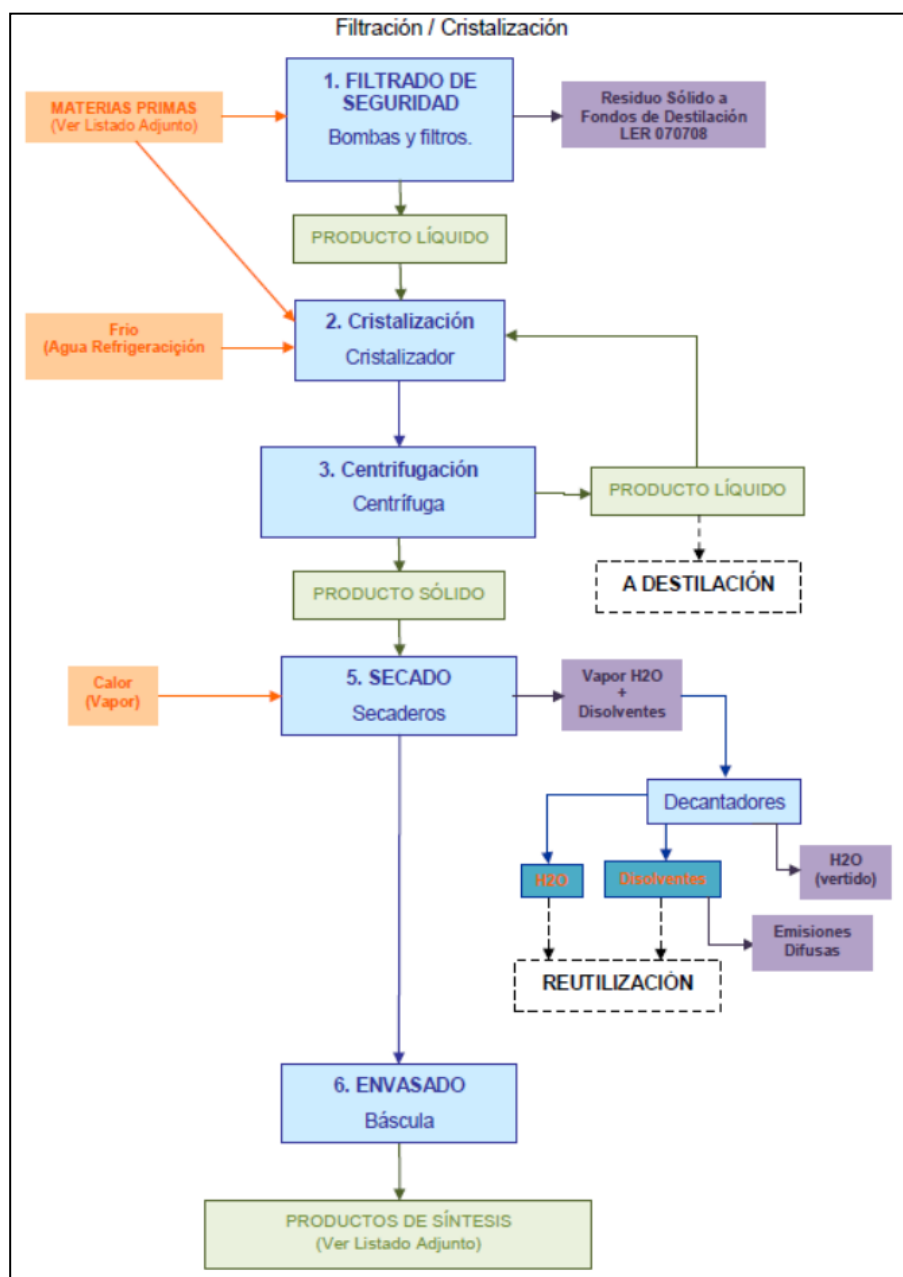 Filtración / Cristalización
1. FILTRADO DE
SEGURIDAD
Bombas y filtros.
MATERIAS PRIMAS
(Ver Listado Adjunto)
Residuo Sólido a
Fondos de Destilación
LER 070708
PRODUCTO LÍQUIDO
2. Cristalización
Cristalizador
Frio
(Agua Refrigeraciçión
3. Centrifugación
Centrífuga
PRODUCTO LÍQUIDO
A DESTILACIÓN
PRODUCTO SÓLIDO
5. SECADO
Secaderos
Calor
(Vapor)
Vapor H2O
+
Disolventes
Decantadores
H2O
Disolventes
H2O
(vertido)
Emisiones
Difusas
REUTILIZACIÓN
6. ENVASADO
Báscula
PRODUCTOS DE SÍNTESIS
(Ver Listado Adjunto)